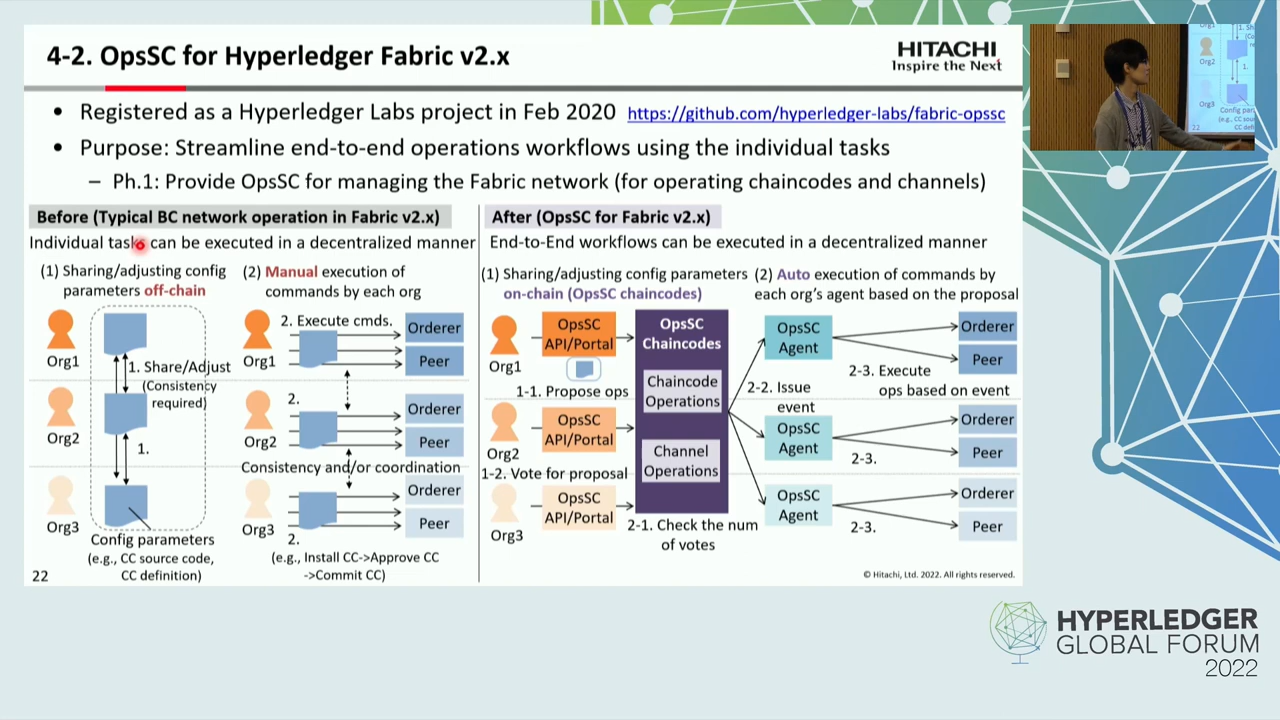 4-2. OpsSC for Hyperledger Fabric v2.x
HITACHI
Inspire the Next
• Registered as a Hyperledger Labs project in Feb 2020 https://github.com/hyperledger-labs/fabric-opssc
• Purpose: Streamline end-to-end operations workflows using the individual tasks
– Ph.1: Provide OpsSC for managing the Fabric network (for operating chaincodes and channels)
Before (Typical BC network operation in Fabric v2.x)
Individual tasks can be executed in a decentralized manner
(1) Sharing/adjusting config
parameters off-chain
Org1
1. Share/Adjust
(Consistency
required)
Org2
1.
Org3
Config parameters
(e.g., CC source code,
CC definition)
(2) Manual execution of
commands by each org
2. Execute cmds.
Org1
Orderer
Peer
2.
Org2
Orderer
Peer
Consistency and/or coordination
Org3
2.
Orderer
Peer
(e.g., Install CC->Approve CC
->Commit CC)
After (OpsSC for Fabric v2.x)
End-to-End workflows can be executed in a decentralized manner
(1) Sharing/adjusting config parameters
on-chain (OpsSC chaincodes)
Org1
OpsSC
API/Portal
1-1. Propose ops
Org2
OpsSC
API/Portal
1-2. Vote for proposal
Org3
OpsSC
API/Portal
OpsSC
Chaincodes
Chaincode
Operations
Channel
Operations
2-1. Check the num
of votes
(2) Auto execution of commands by
each org's agent based on the proposal
OpsSC
Agent
Orderer
Peer
2-2. Issue
event
2-3. Execute
ops based on event
OpsSC
Agent
Orderer
Peer
2-3.
OpsSC
Agent
Orderer
Peer
2-3.
22
© Hitachi, Ltd. 2022. All rights reserved.
Org2
1.
Org3
22
HYPERLEDGER
GLOBAL FORUM
2022